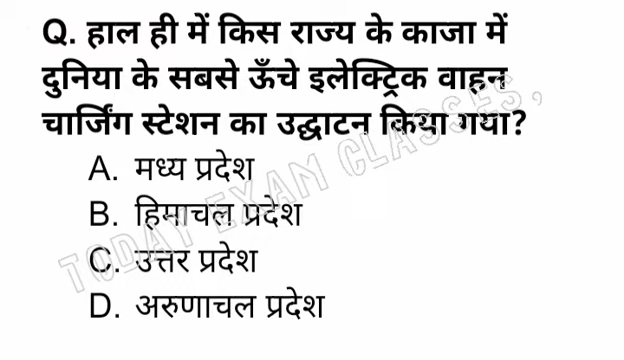 Q. हाल ही में किस राज्य के काजा में
दुनिया के सबसे ऊँचे इलेक्ट्रिक वाहन
चार्जिंग स्टेशन का उद्घाटन किया गया?
A. मध्य प्रदेश
B. हिमाचल प्रदेश
C. उत्तर प्रदेश
D. अरुणाचल प्रदेश
TODAY EXAM CLASSES,